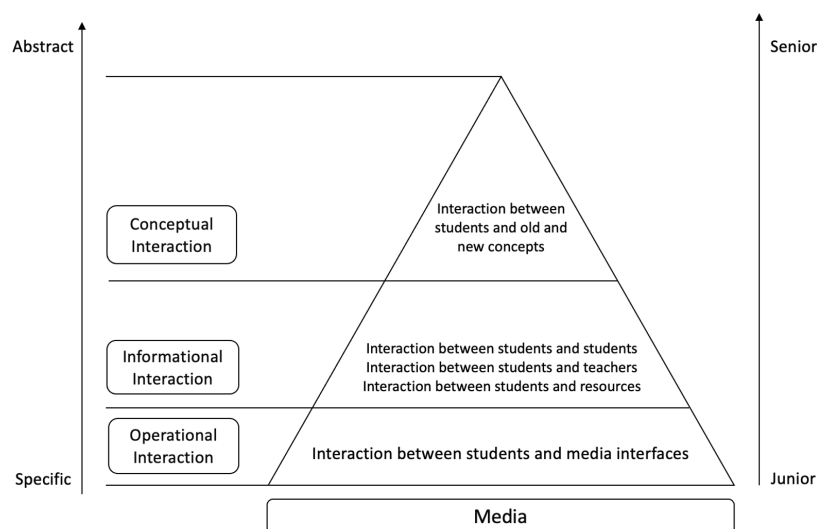 Abstract
Senior
Conceptual
Interaction
Interaction between
students and old and
new concepts
Informational
Interaction
Interaction between students and students
Interaction between students and teachers
Interaction between students and resources
Operational
Interaction
Interaction between students and media interfaces
Specific
Junior
Media